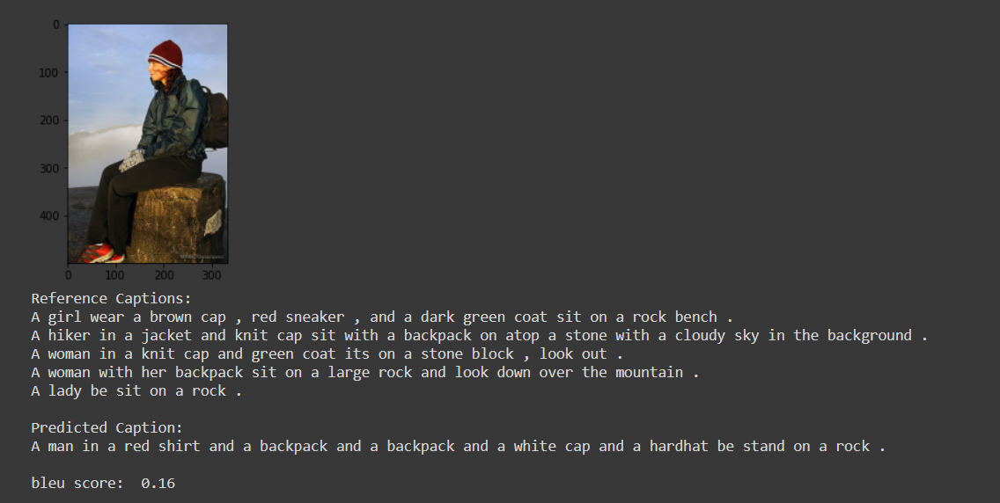 0
100
200
300
400
0 100 200 300
Reference Captions:
A girl wear a brown cap , red sneaker , and a dark green coat sit on a rock bench .
A hiker in a jacket and knit cap sit with a backpack on atop a stone with a cloudy sky in the background .
A woman in a knit cap and green coat its on a stone block , look out .
A woman with her backpack sit on a large rock and look down over the mountain .
A lady be sit on a rock .
Predicted Caption:
A man in a red shirt and a backpack and a backpack and a white cap and a hardhat be stand on a rock .
bleu score: 0.16